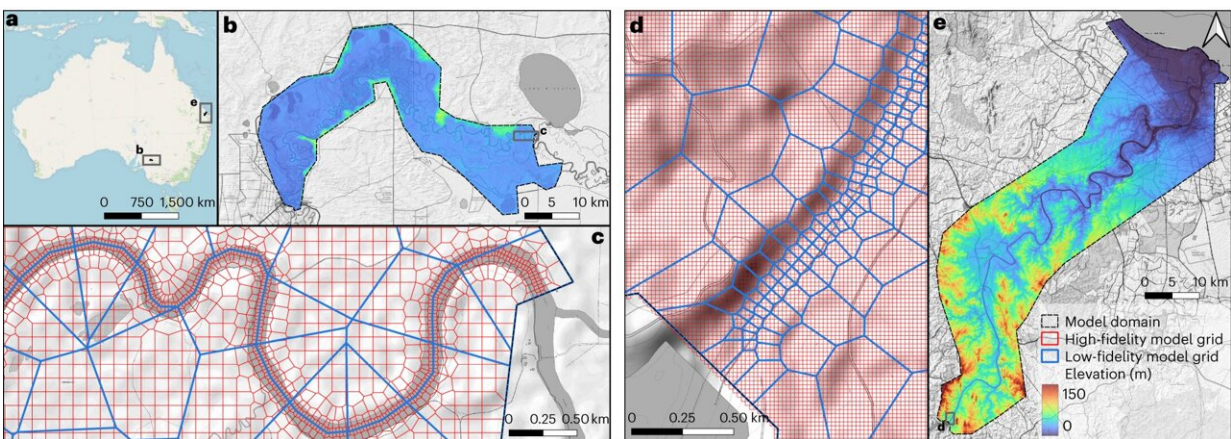 a
e
b
0 750 1,500 km
b
c
0 5 10 km
c
0 0.25 0.50 km
d
0 0.25 0.50 km
e
0 5 10 km
Model domain
High-fidelity model grid
Low-fidelity model grid
Elevation (m)
150
0
d